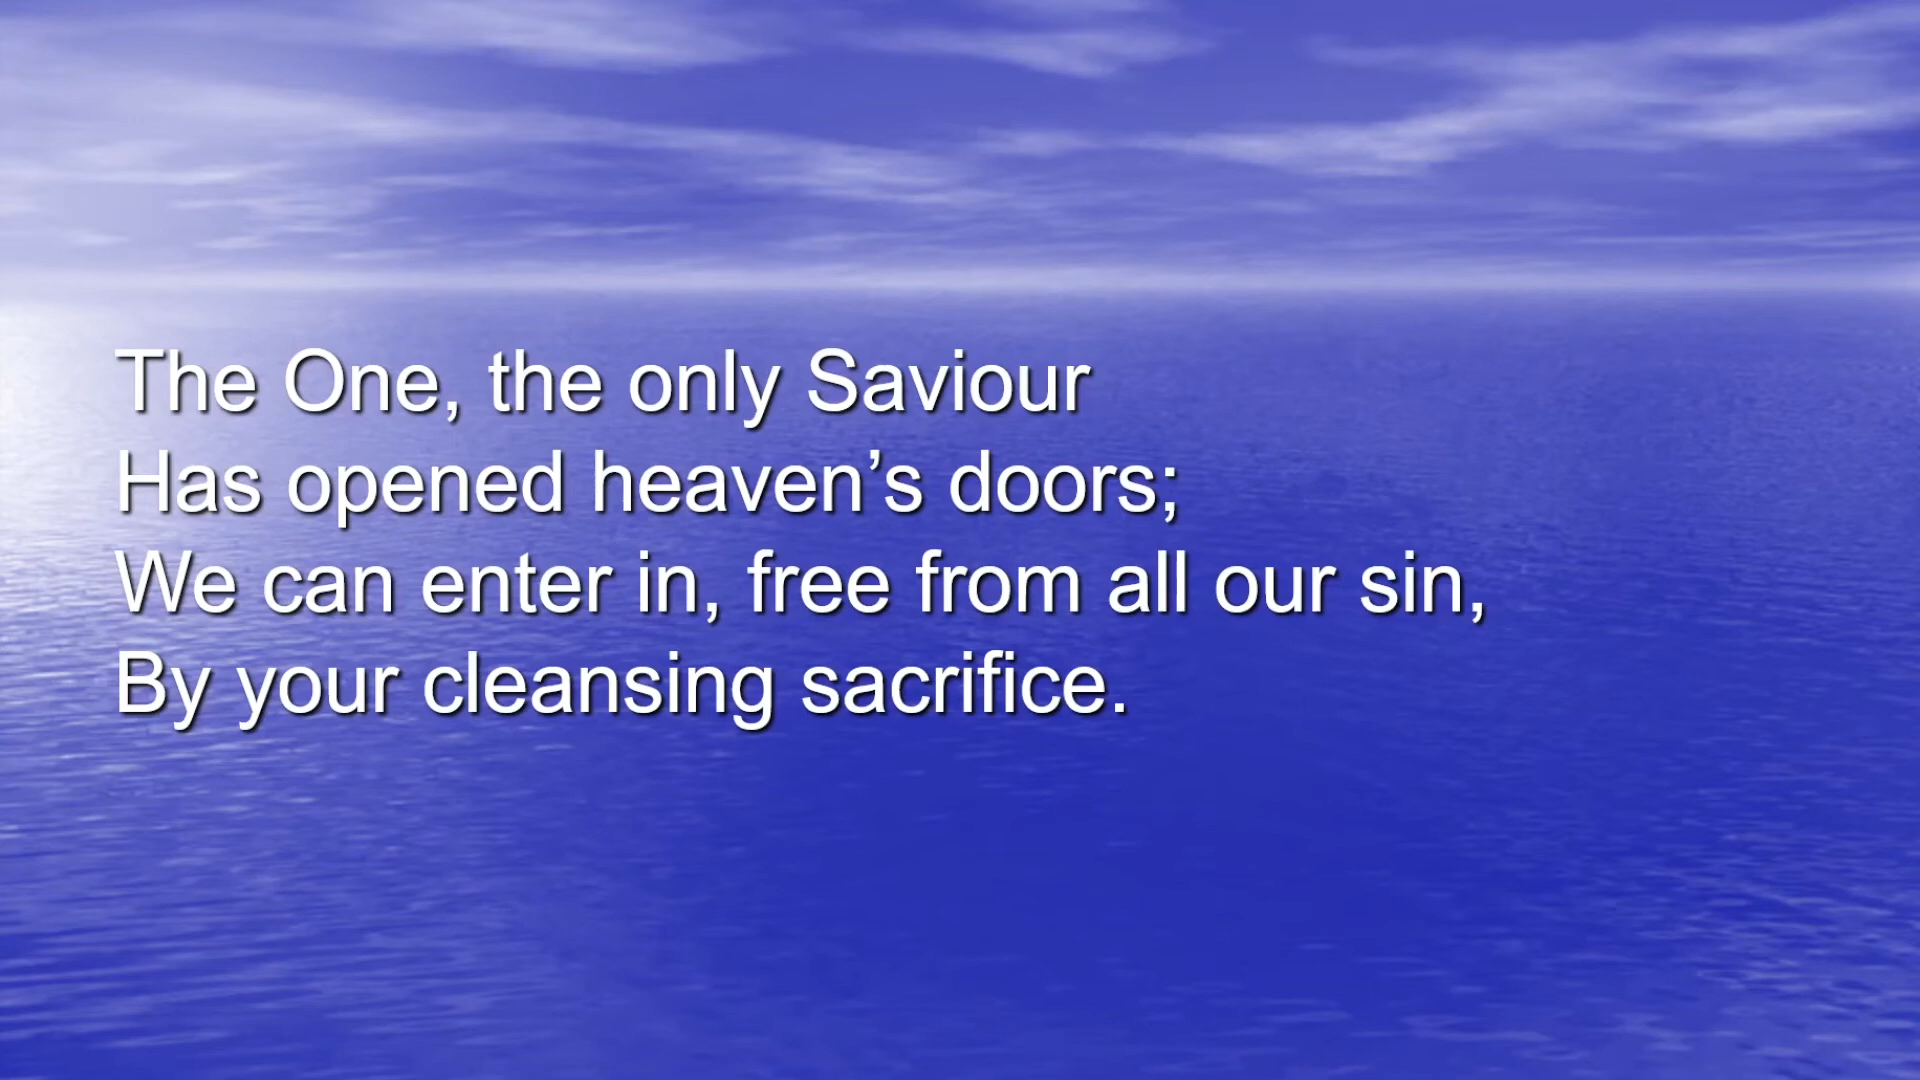 The One, the only Saviour
Has opened heaven’s doors;
We can enter in, free from all our sin,
By your cleansing sacrifice.